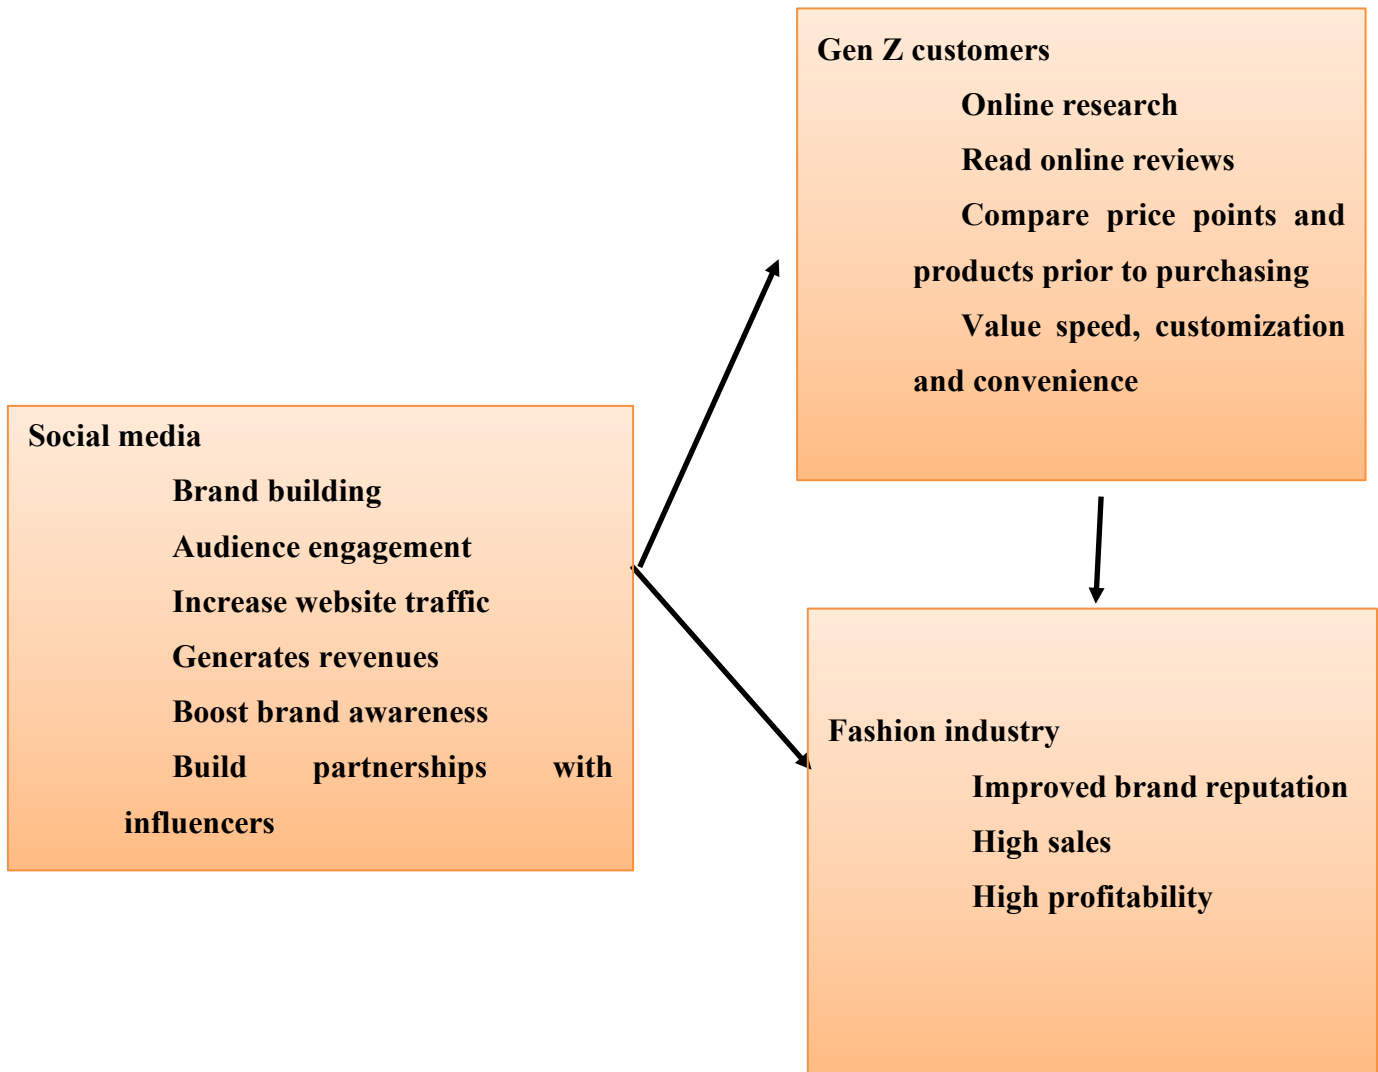 Gen Z customers
Online research
Read online reviews
Compare price points and
products prior to purchasing
Value speed, customization
and convenience
Social media
Brand building
Audience engagement
Increase website traffic
Generates revenues
Boost brand awareness
Build partnerships with
influencers
Fashion industry
Improved brand reputation
High sales
High profitability